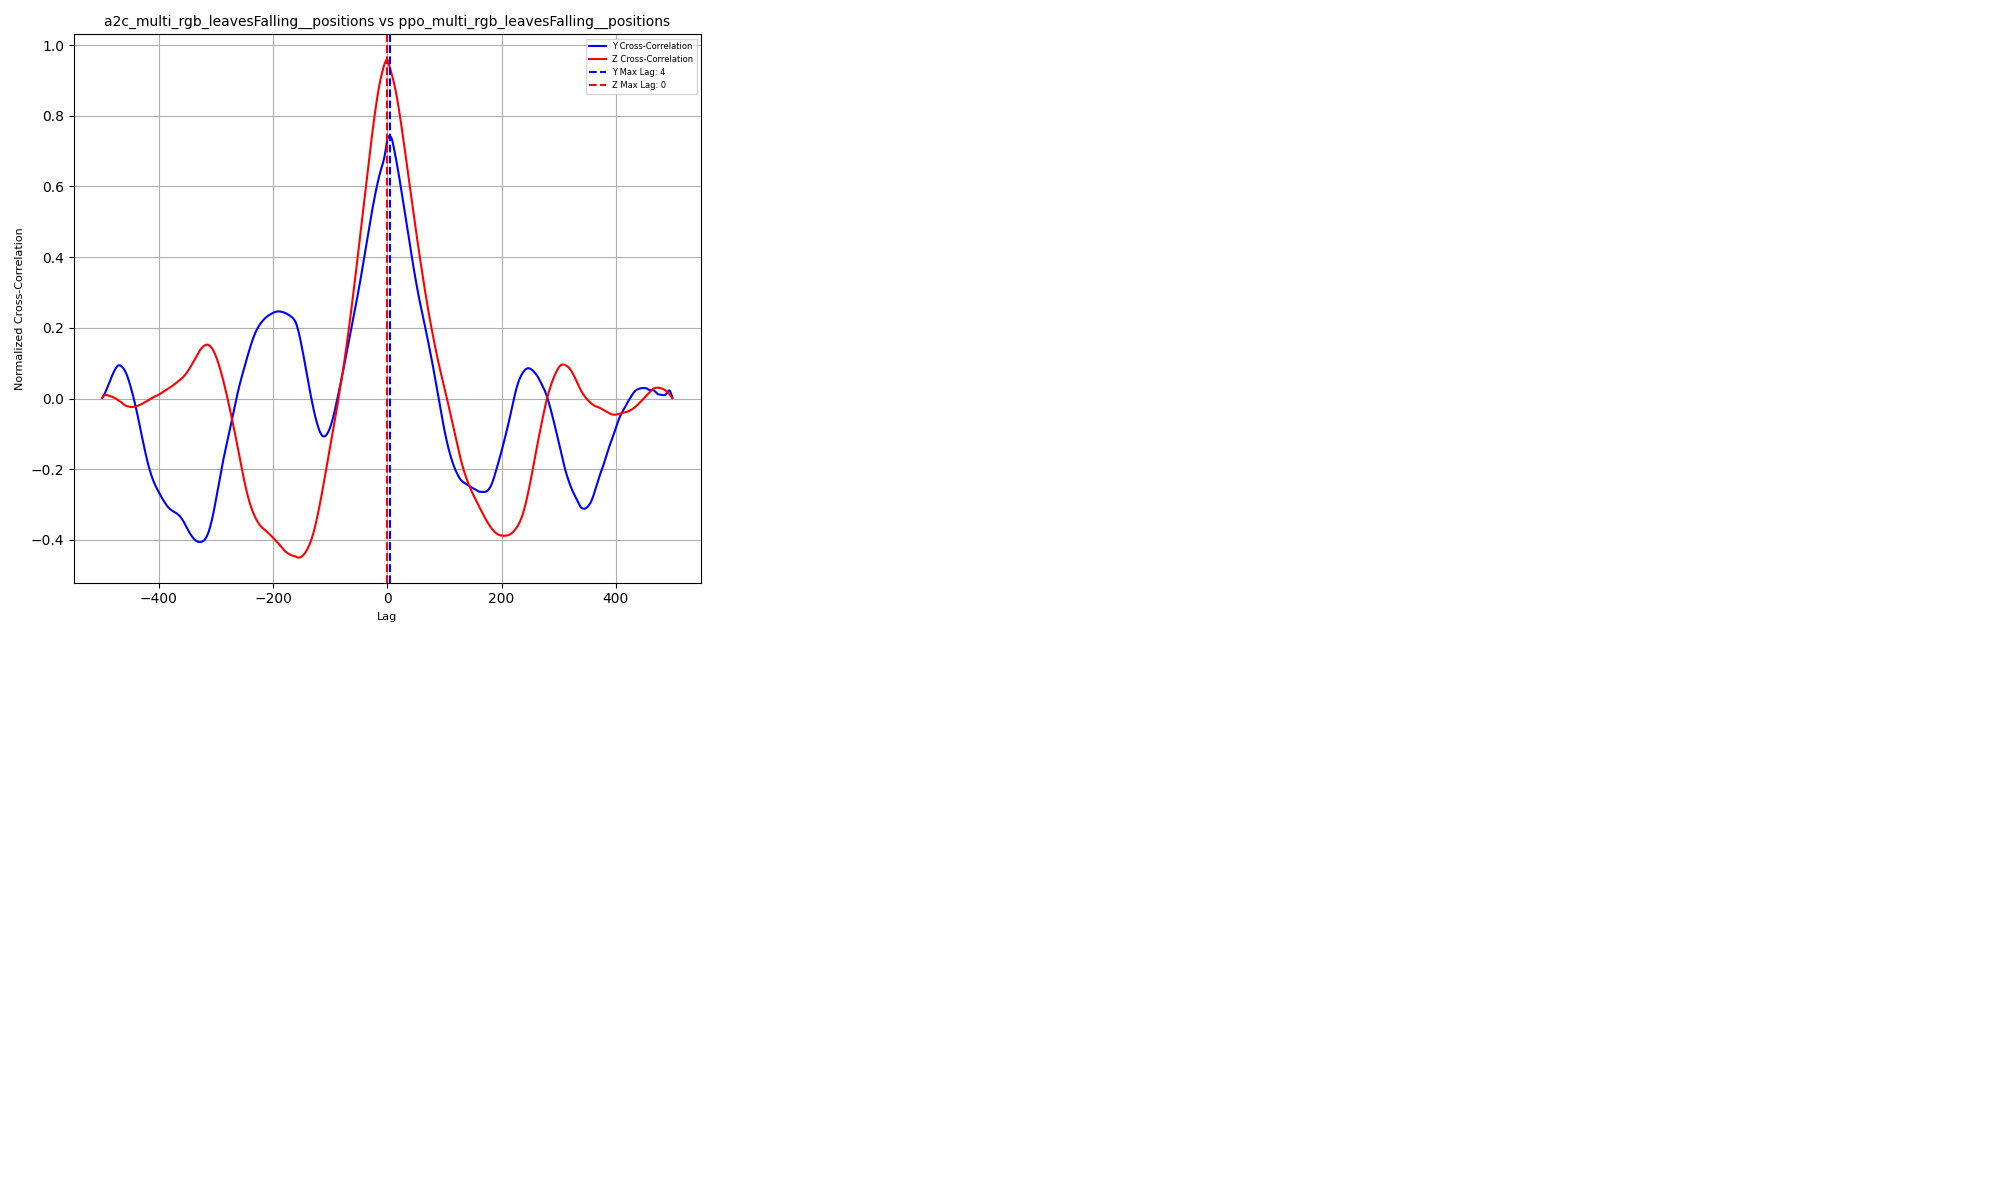 a2c_multi_rgb_leavesFalling__positions vs ppo_multi_rgb_leavesFalling__positions
Y Cross-Correlation
Z Cross-Correlation
Y Max Lag: 4
Z Max Lag: 0
Normalized Cross-Correlation
1.0
0.8
0.6
0.4
0.2
0.0
−0.2
−0.4
−400 −200 0 200 400
Lag